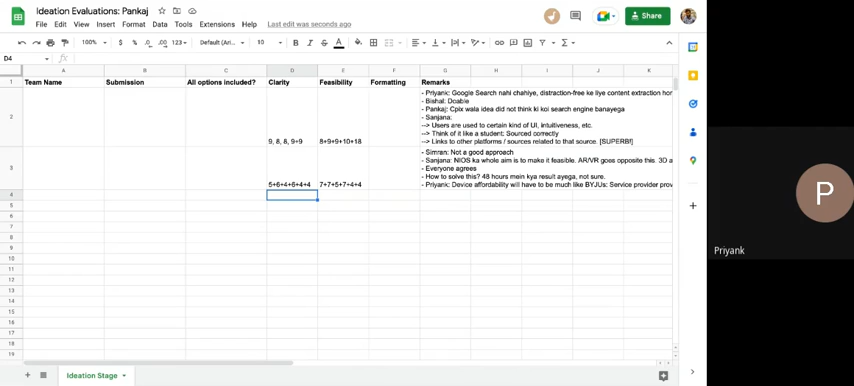 Ideation Evaluations: Pankaj
File Edit View Insert Format Data Tools Extensions Help Last edit was seconds ago
Share
100% $ % .0 .00 123 Default (Ari... 10 B I S A
D4 fx
A B C D E F G H I J K
1 Team Name Submission All options included? Clarity Feasibility Formatting Remarks
- Priyank: Google Search nahi chahiye, distraction-free ke liye content extraction
- Bishal: Doable
- Pankaj: Cpix wala idea did not think ki koi search engine banayega
- Sanjana:
--> Users are used to certain kind of UI, intuitiveness, etc.
--> Think of it like a student: Sourced correctly
2 9, 8, 8, 9+9 8+9+9+10+18 --> Links to other platforms / sources related to that source. [SUPERB!]
- Simran: Not a good approach
- Sanjana: NIOS ka whole aim is to make it feasible. AR/VR goes opposite this. 3D a
- Everyone agrees
- How to solve this? 48 hours mein kya result ayega, not sure.
3 5+6+4+6+4+4 7+7+5+7+4+4 - Priyank: Device affordability will have to be much like BYJUs: Service provider prov
4
5
6
7
8
9
10
11
12
13
14
15
16
17
18
19
Ideation Stage
P
Priyank